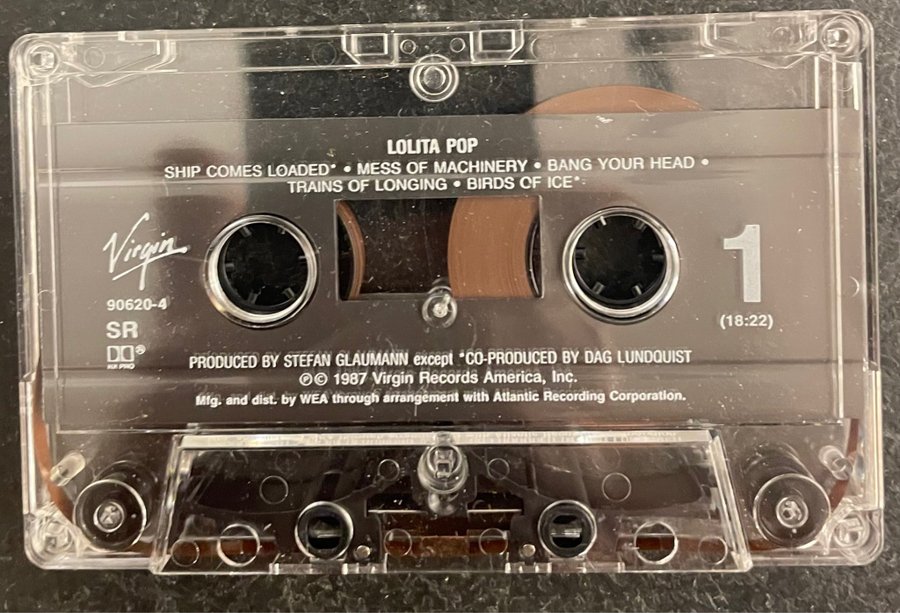 LOLITA POP
SHIP COMES LOADED* • MESS OF MACHINERY • BANG YOUR HEAD •
TRAINS OF LONGING • BIRDS OF ICE*
Virgin
90620-4
SR
HX PRO
1
(18:22)
PRODUCED BY STEFAN GLAUMANN except *CO-PRODUCED BY DAG LUNDQUIST
℗© 1987 Virgin Records America, Inc.
Mfg. and dist. by WEA through arrangement with Atlantic Recording Corporation.